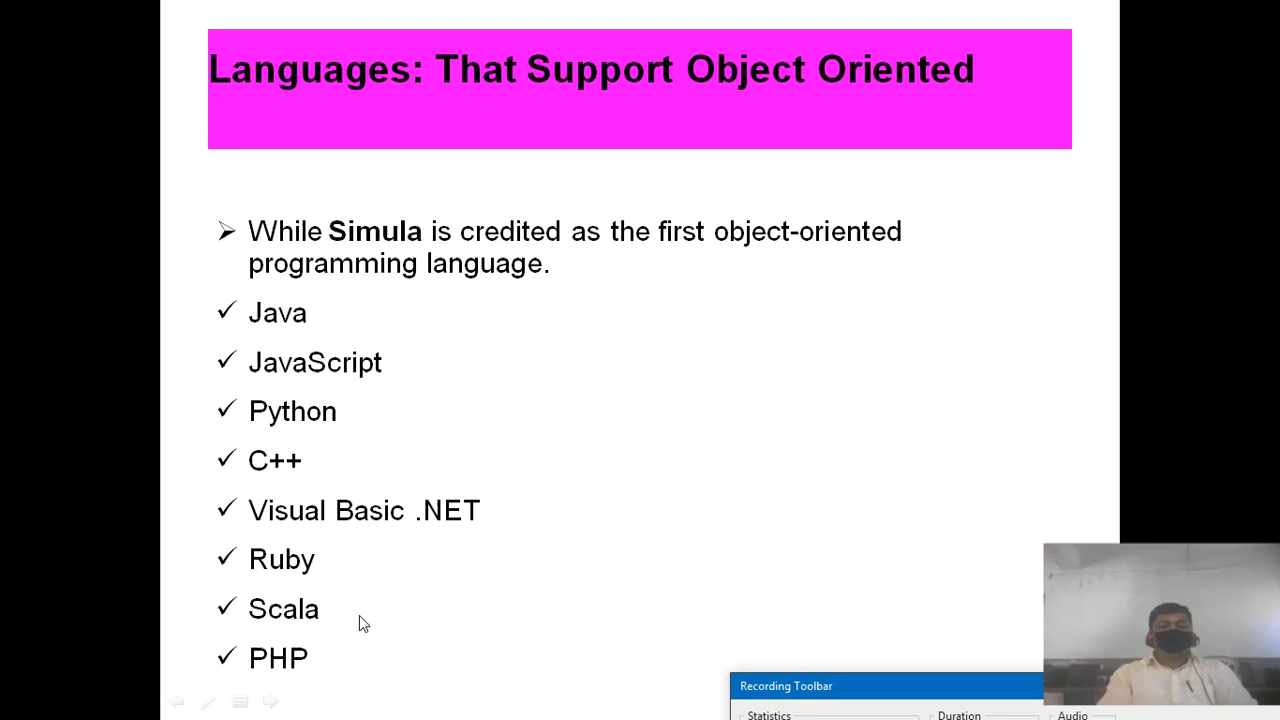 Languages: That Support Object Oriented
While Simula is credited as the first object-oriented
programming language.
Java
JavaScript
Python
C++
Visual Basic .NET
Ruby
Scala
PHP
Recording Toolbar
Statistics Duration Audio